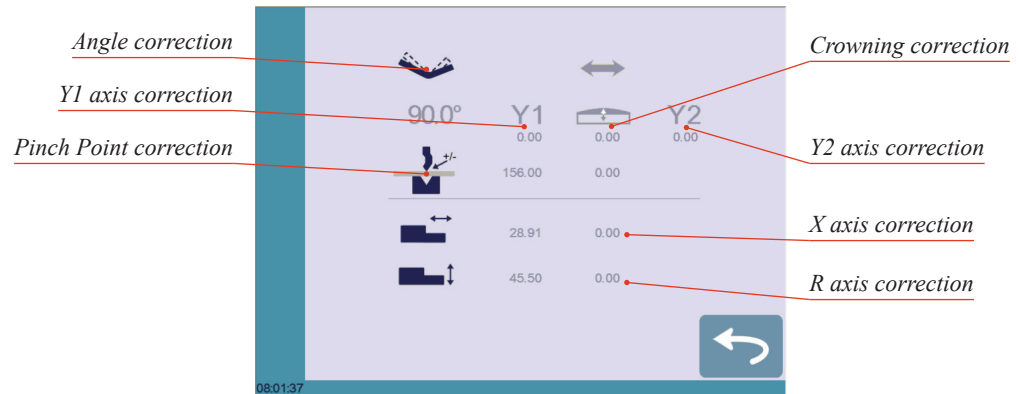 Angle correction
Crowning correction
Y1 axis correction
90.0° Y1 Y2
0.00 0.00 0.00
Pinch Point correction
Y2 axis correction
+/-
156.00 0.00
X axis correction
28.91 0.00
R axis correction
45.50 0.00
08:01:37